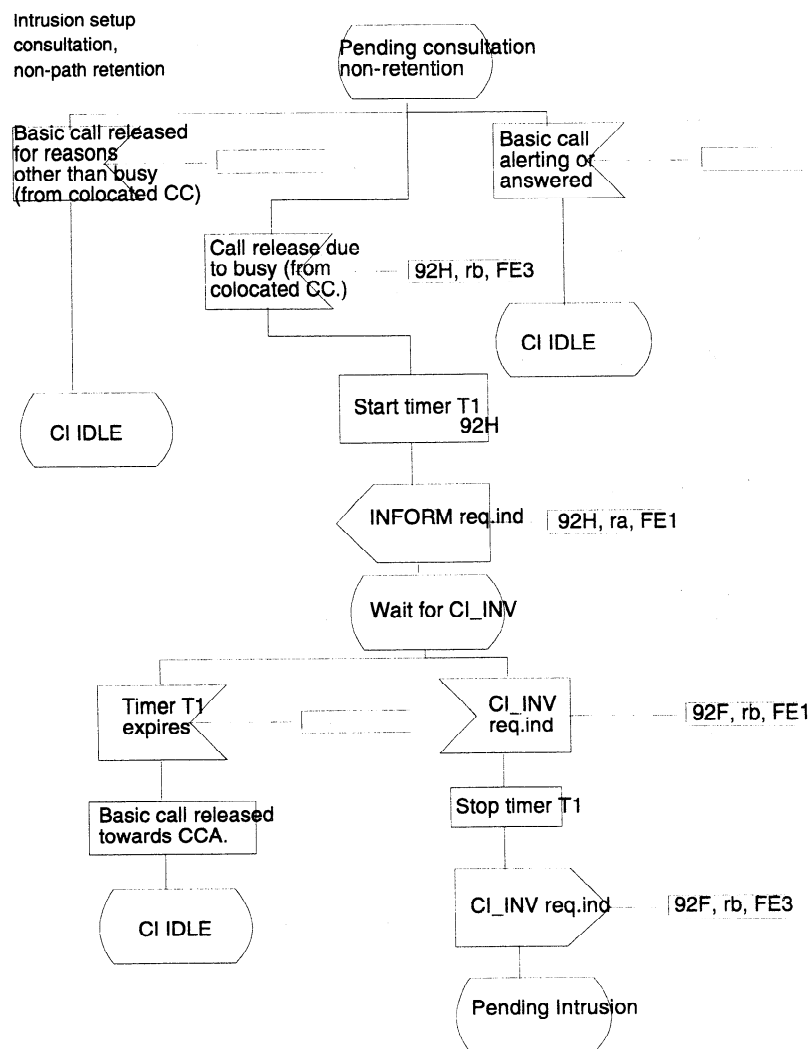 Intrusion setup
consultation,
non-path retention
Pending consultation
non-retention
Basic call released
for reasons
other than busy
(from colocated CC)
Basic call
alerting or
answered
Call release due
to busy (from
colocated CC.)
92H, rb, FE3
CI IDLE
Start timer T1
92H
CI IDLE
INFORM req.ind
92H, ra, FE1
Wait for CI_INV
Timer T1
expires
CI_INV
req.ind
92F, rb, FE1
Basic call released
towards CCA.
Stop timer T1
CI_INV req.ind
92F, rb, FE3
CI IDLE
Pending Intrusion